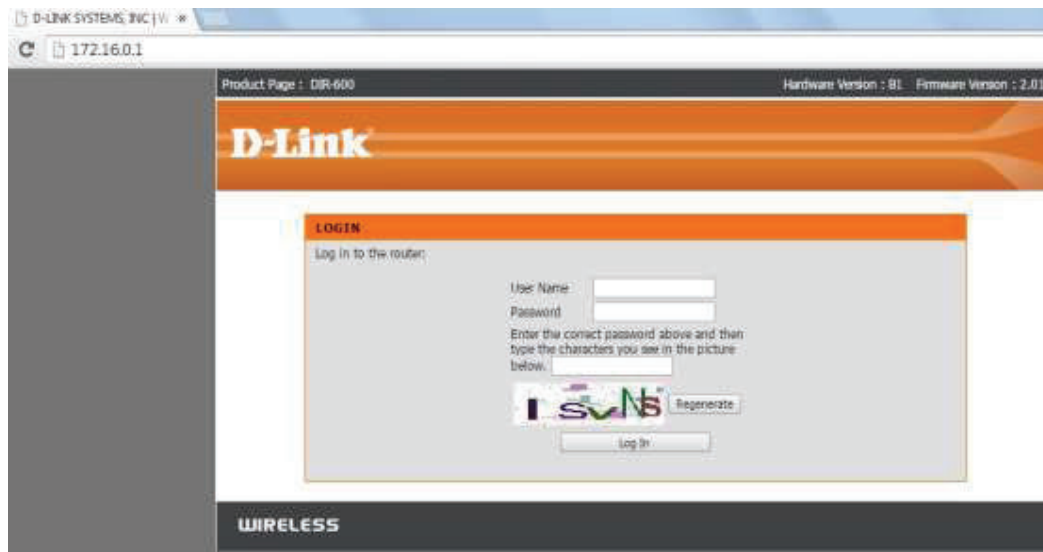 D-LINK SYSTEMS, INC | W
172.16.0.1
Product Page : DIR-600 Hardware Version : B1 Firmware Version : 2.01
D-Link
LOGIN
Log in to the router:
User Name
Password
Enter the correct password above and then
type the characters you see in the picture
below.
Regenerate
Log In
WIRELESS